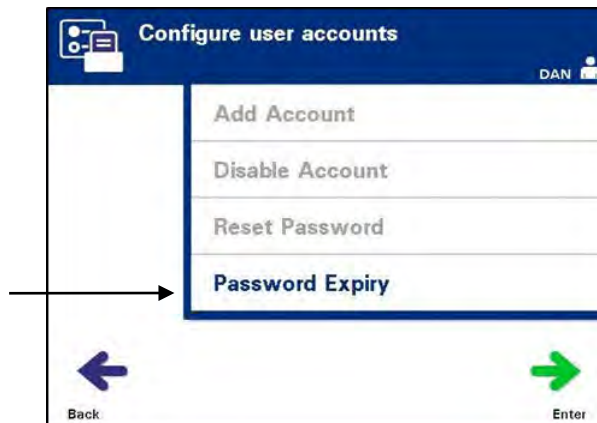 Configure user accounts
DAN
Add Account
Disable Account
Reset Password
Password Expiry
Back
Enter